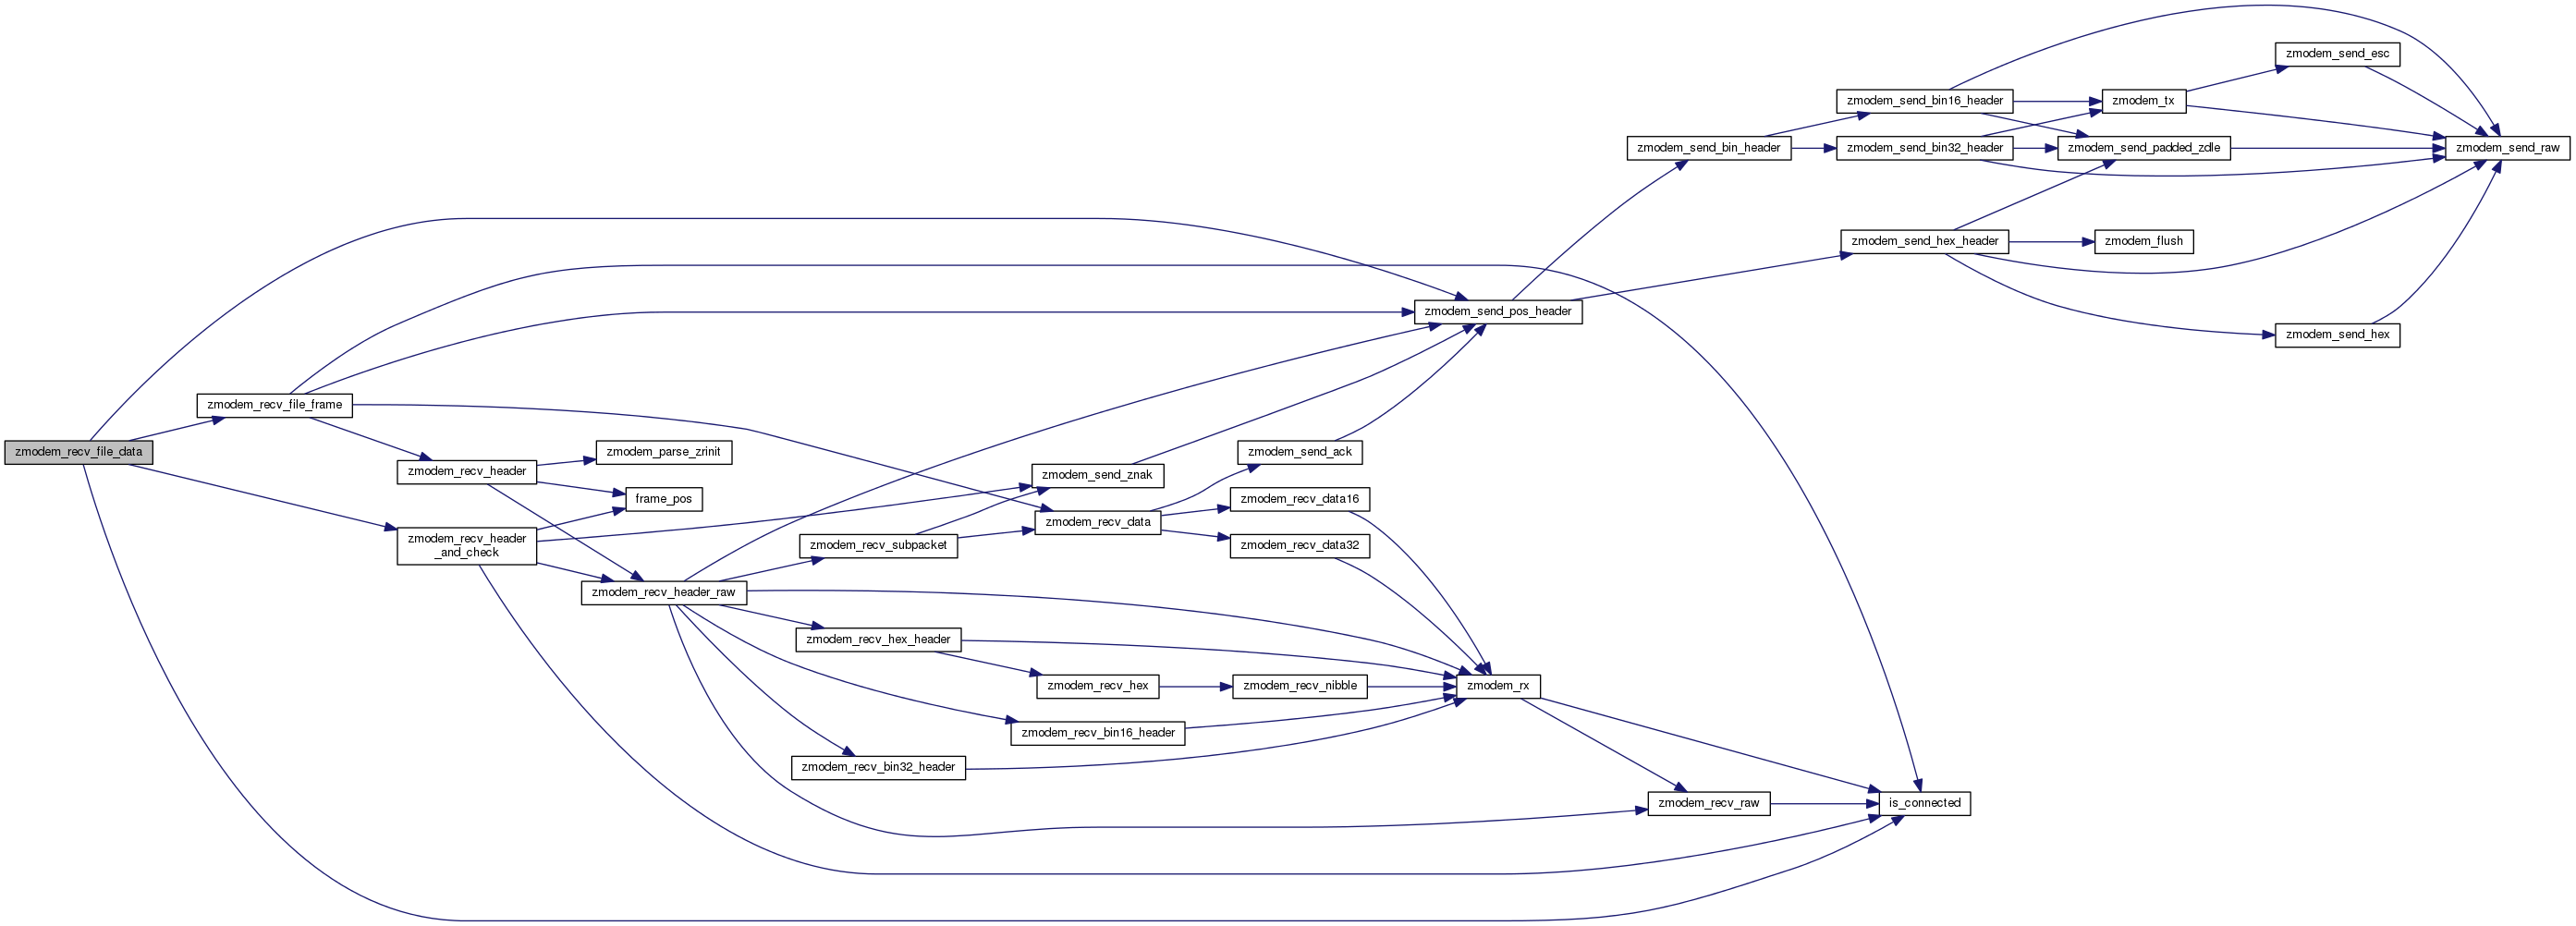 zmodem_recv_file_data
zmodem_recv_file_frame
zmodem_recv_header
zmodem_recv_header
_and_check
zmodem_parse_zrinit
frame_pos
zmodem_recv_header_raw
zmodem_recv_subpacket
zmodem_recv_hex_header
zmodem_recv_bin32_header
zmodem_send_znak
zmodem_recv_data
zmodem_recv_hex
zmodem_recv_bin16_header
zmodem_send_ack
zmodem_recv_data16
zmodem_recv_data32
zmodem_recv_nibble
zmodem_send_pos_header
zmodem_rx
zmodem_send_bin_header
zmodem_recv_raw
zmodem_send_bin16_header
zmodem_send_bin32_header
zmodem_send_hex_header
is_connected
zmodem_tx
zmodem_send_padded_zdle
zmodem_flush
zmodem_send_esc
zmodem_send_hex
zmodem_send_raw